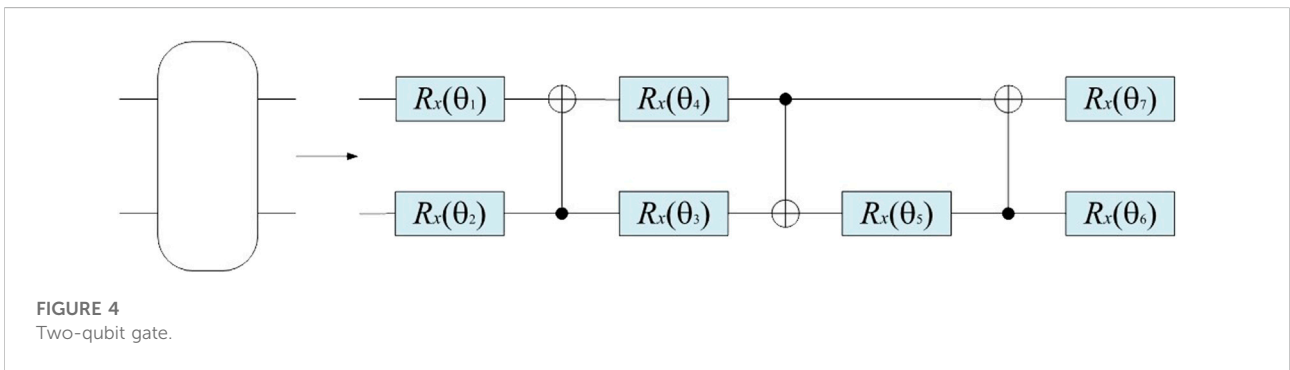 Rx(θ1) Rx(θ4) Rx(θ7)
Rx(θ2) Rx(θ3) Rx(θ5) Rx(θ6)
FIGURE 4
Two-qubit gate.